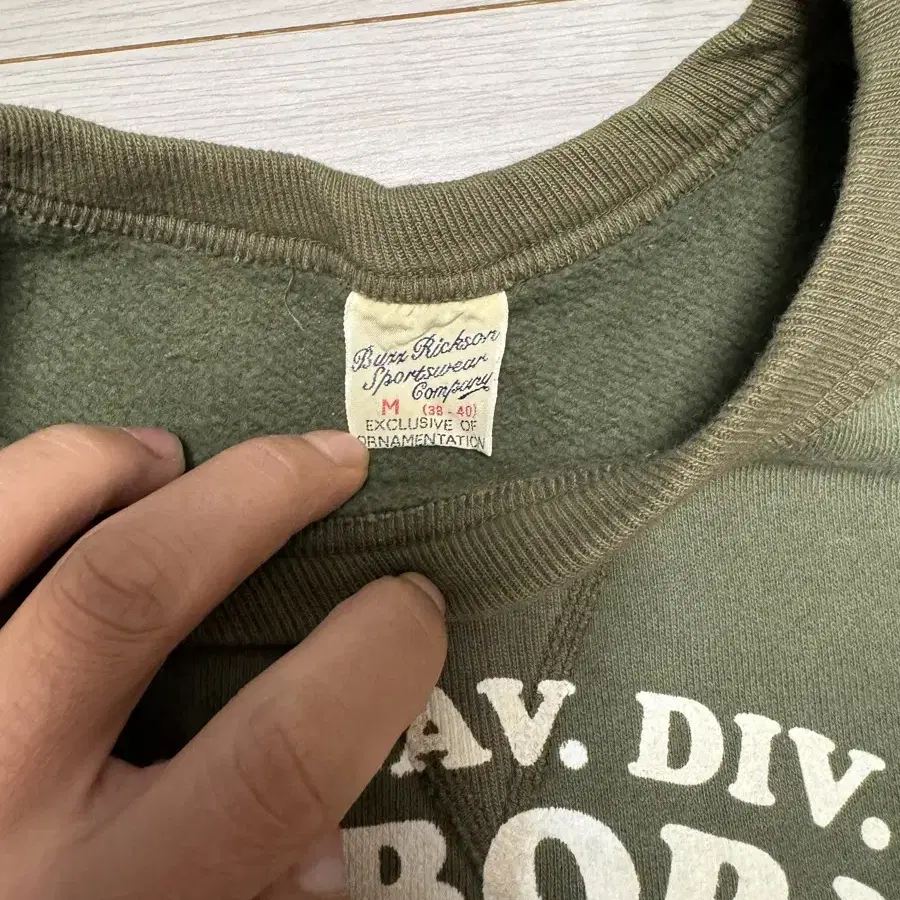 Buzz Rickson
Sportswear
Company
M (38 - 40)
EXCLUSIVE OF
ORNAMENTATION
AV. DIV.